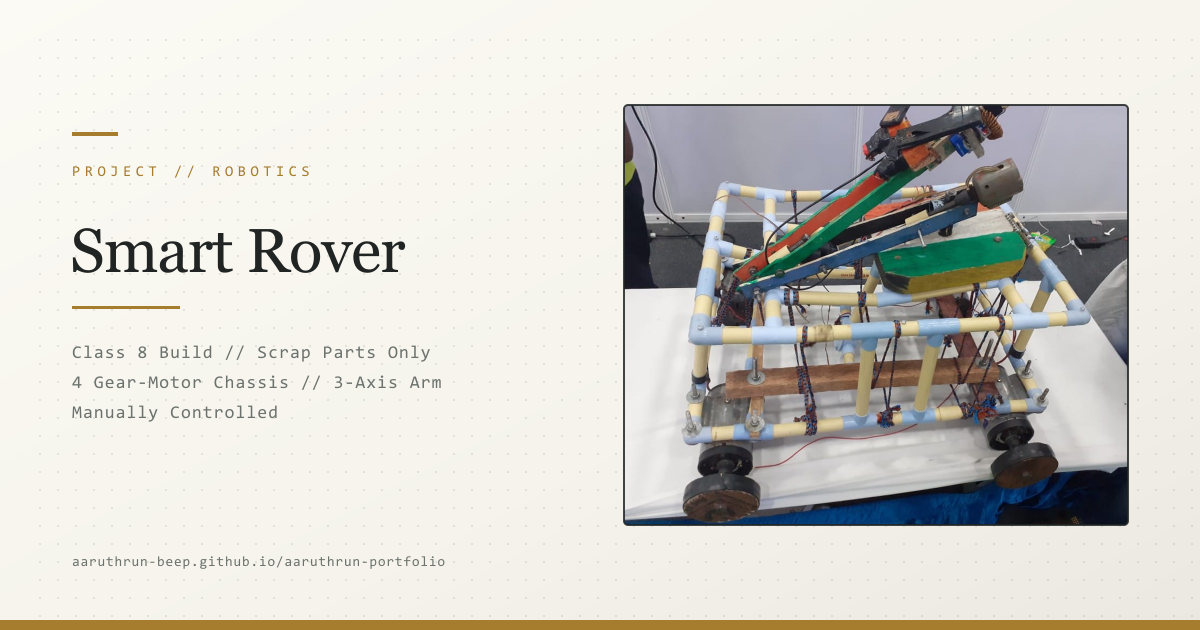 PROJECT // ROBOTICS
Smart Rover
Class 8 Build // Scrap Parts Only
4 Gear-Motor Chassis // 3-Axis Arm
Manually Controlled
aaruthrun-beep.github.io/aaruthrun-portfolio